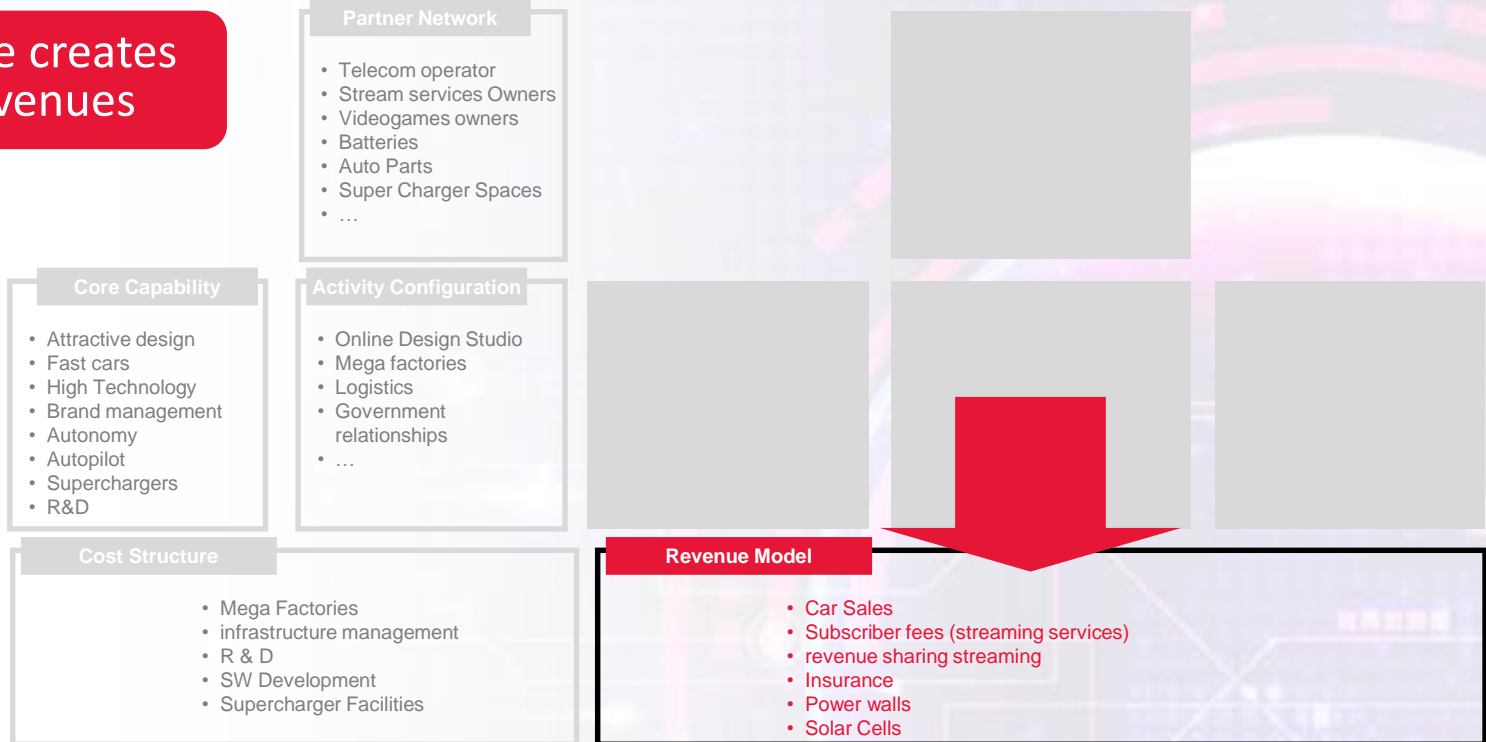 e creates
venues
Partner Network
• Telecom operator
• Stream services Owners
• Videogames owners
• Batteries
• Auto Parts
• Super Charger Spaces
• …
Core Capability
• Attractive design
• Fast cars
• High Technology
• Brand management
• Autonomy
• Autopilot
• Superchargers
• R&D
Activity Configuration
• Online Design Studio
• Mega factories
• Logistics
• Government
relationships
• …
Cost Structure
• Mega Factories
• infrastructure management
• R & D
• SW Development
• Supercharger Facilities
Revenue Model
• Car Sales
• Subscriber fees (streaming services)
• revenue sharing streaming
• Insurance
• Power walls
• Solar Cells